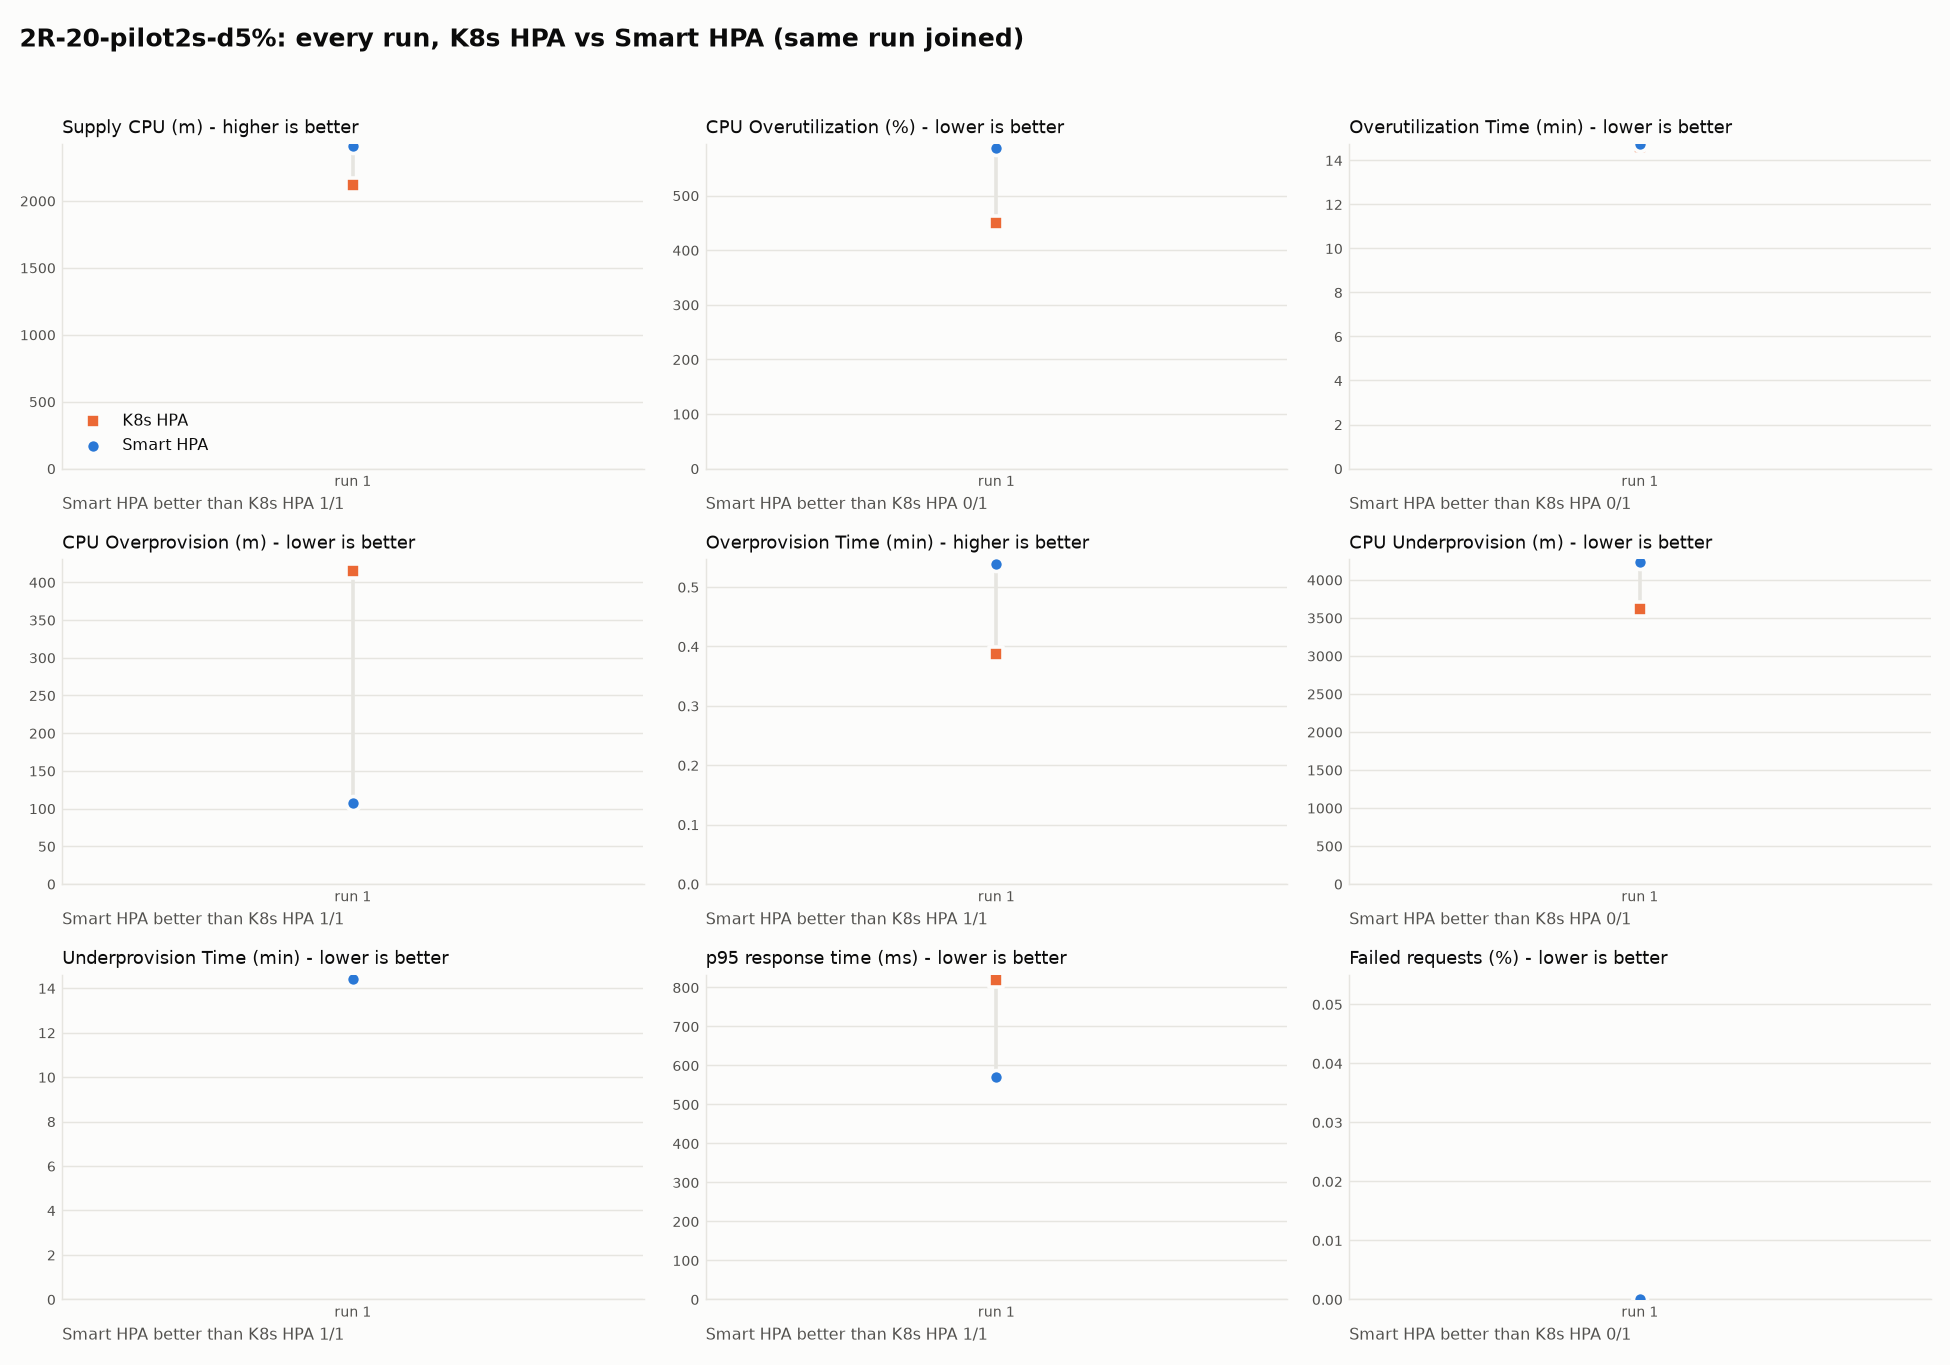 2R-20-pilot2s-d5%: every run, K8s HPA vs Smart HPA (same run joined)
Supply CPU (m) - higher is better
2000
1500
1000
500
0
K8s HPA
Smart HPA
run 1
Smart HPA better than K8s HPA 1/1
CPU Overutilization (%) - lower is better
500
400
300
200
100
0
run 1
Smart HPA better than K8s HPA 0/1
Overutilization Time (min) - lower is better
14
12
10
8
6
4
2
0
run 1
Smart HPA better than K8s HPA 0/1
CPU Overprovision (m) - lower is better
400
350
300
250
200
150
100
50
0
run 1
Smart HPA better than K8s HPA 1/1
Overprovision Time (min) - higher is better
0.5
0.4
0.3
0.2
0.1
0.0
run 1
Smart HPA better than K8s HPA 1/1
CPU Underprovision (m) - lower is better
4000
3500
3000
2500
2000
1500
1000
500
0
run 1
Smart HPA better than K8s HPA 0/1
Underprovision Time (min) - lower is better
14
12
10
8
6
4
2
0
run 1
Smart HPA better than K8s HPA 1/1
p95 response time (ms) - lower is better
800
700
600
500
400
300
200
100
0
run 1
Smart HPA better than K8s HPA 1/1
Failed requests (%) - lower is better
0.05
0.04
0.03
0.02
0.01
0.00
run 1
Smart HPA better than K8s HPA 0/1